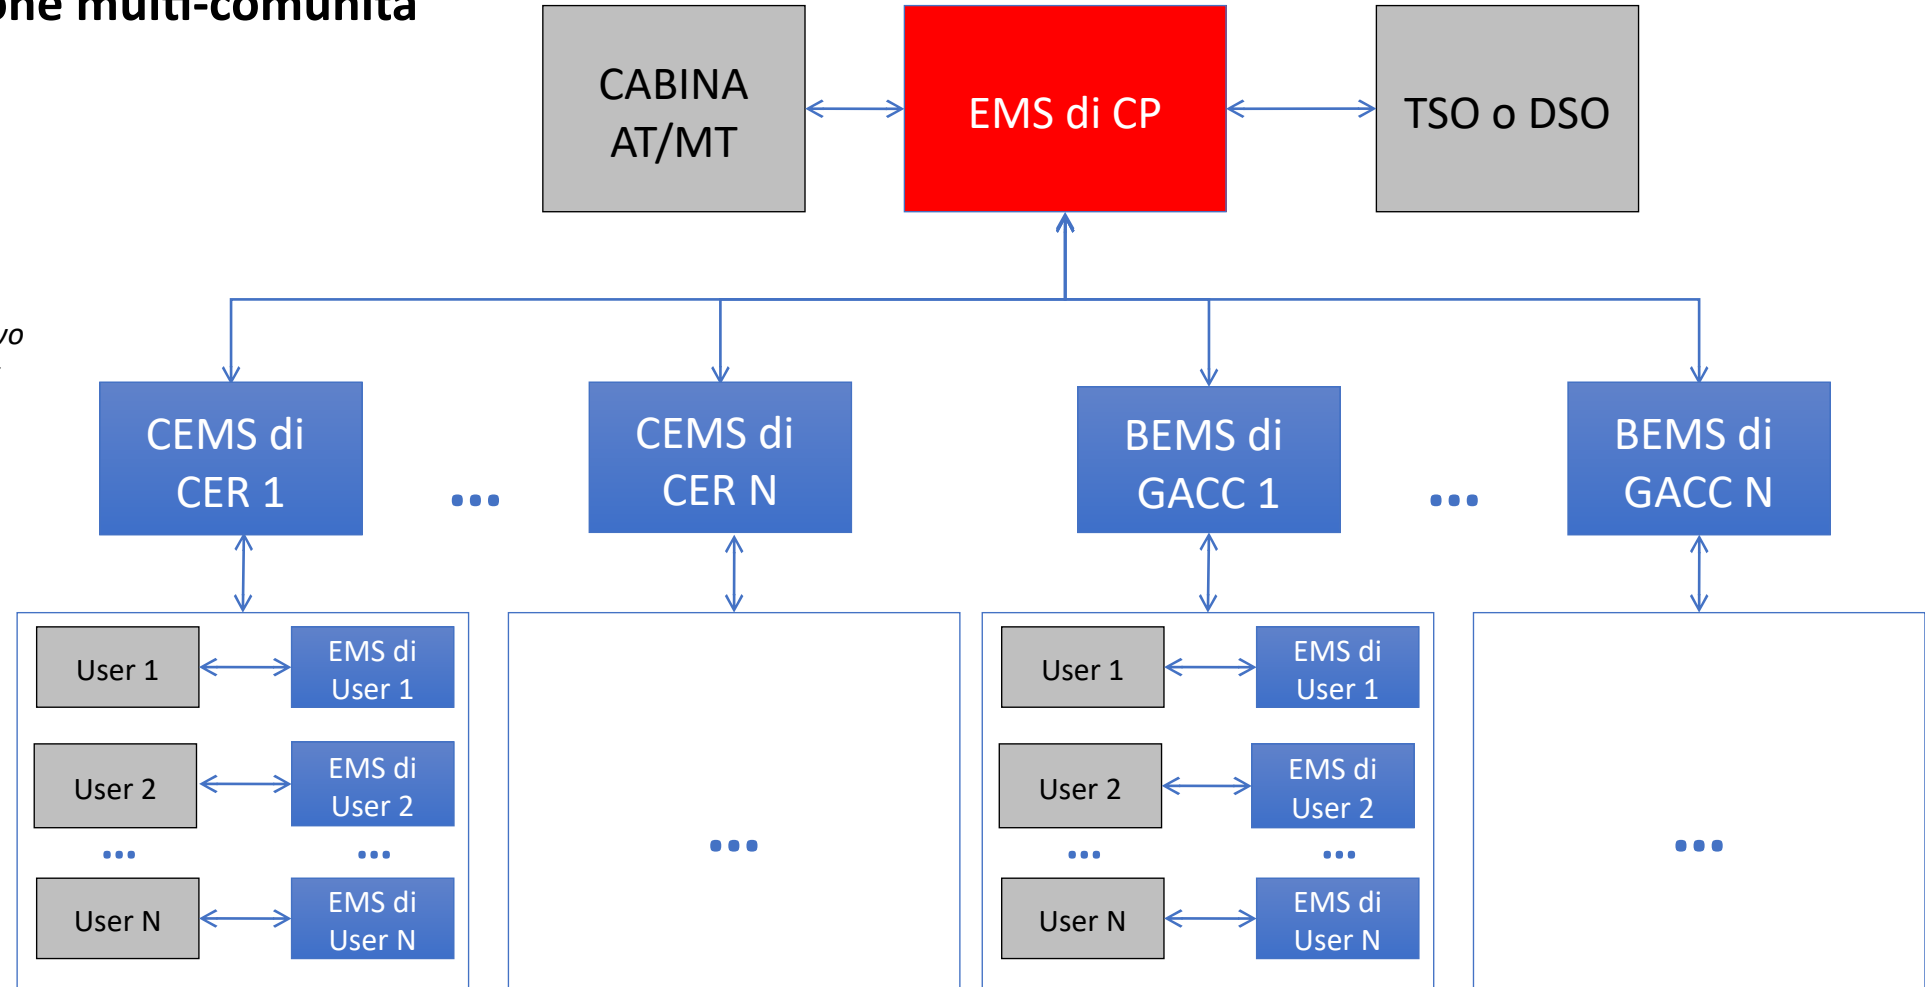 multi-comunità
CABINA
AT/MT
EMS di CP
TSO o DSO
CEMS di
CER 1
...
CEMS di
CER N
BEMS di
GACC 1
...
BEMS di
GACC N
User 1
EMS di
User 1
User 2
EMS di
User 2
...
...
User N
EMS di
User N
...
User 1
EMS di
User 1
User 2
EMS di
User 2
...
...
User N
EMS di
User N
...